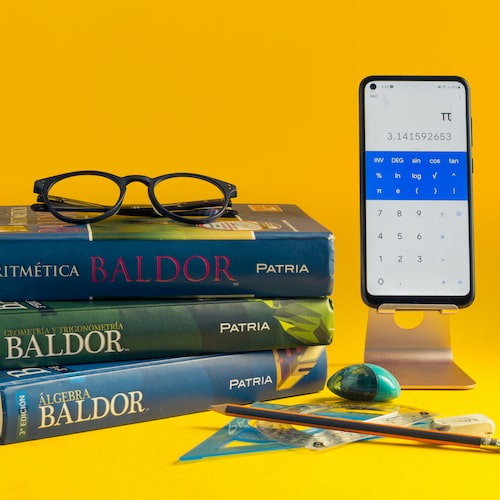 RITMÉTICA BALDOR PATRIA
GEOMETRÍA Y TRIGONOMETRÍA
BALDOR PATRIA
3ª EDICIÓN
ÁLGEBRA
BALDOR PATRIA
RAD
π
3.141592653
INV DEG sin cos tan
% ln log √ ^
π e ( ) !
7 8 9 ÷
4 5 6 ×
1 2 3 -
0 . = +